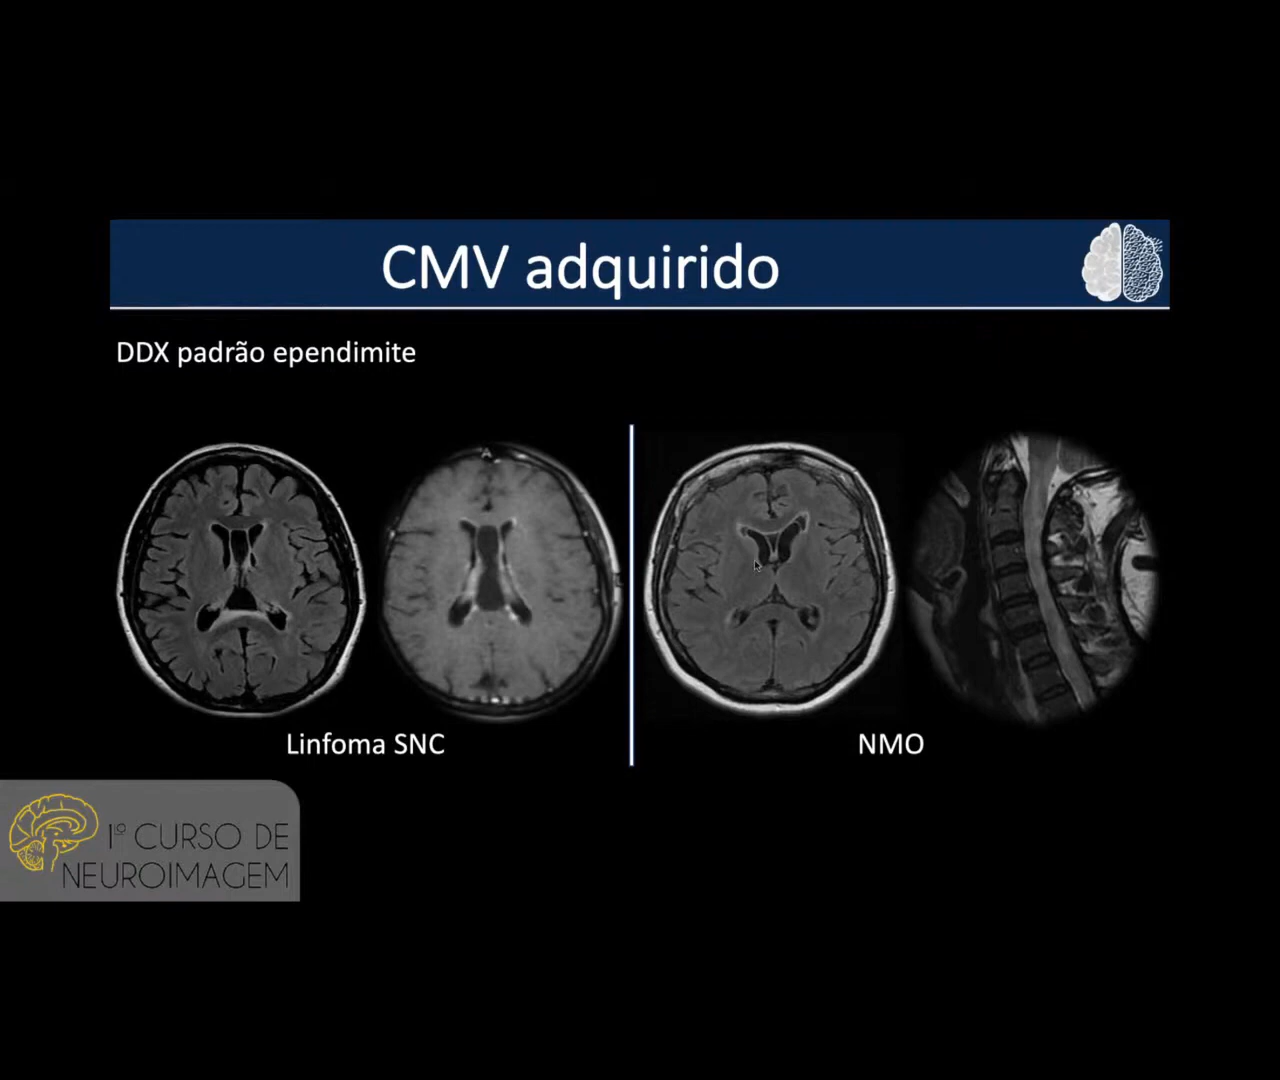 CMV adquirido
DDX padrão ependimite
A
Linfoma SNC
NMO
1º CURSO DE
NEUROIMAGEM